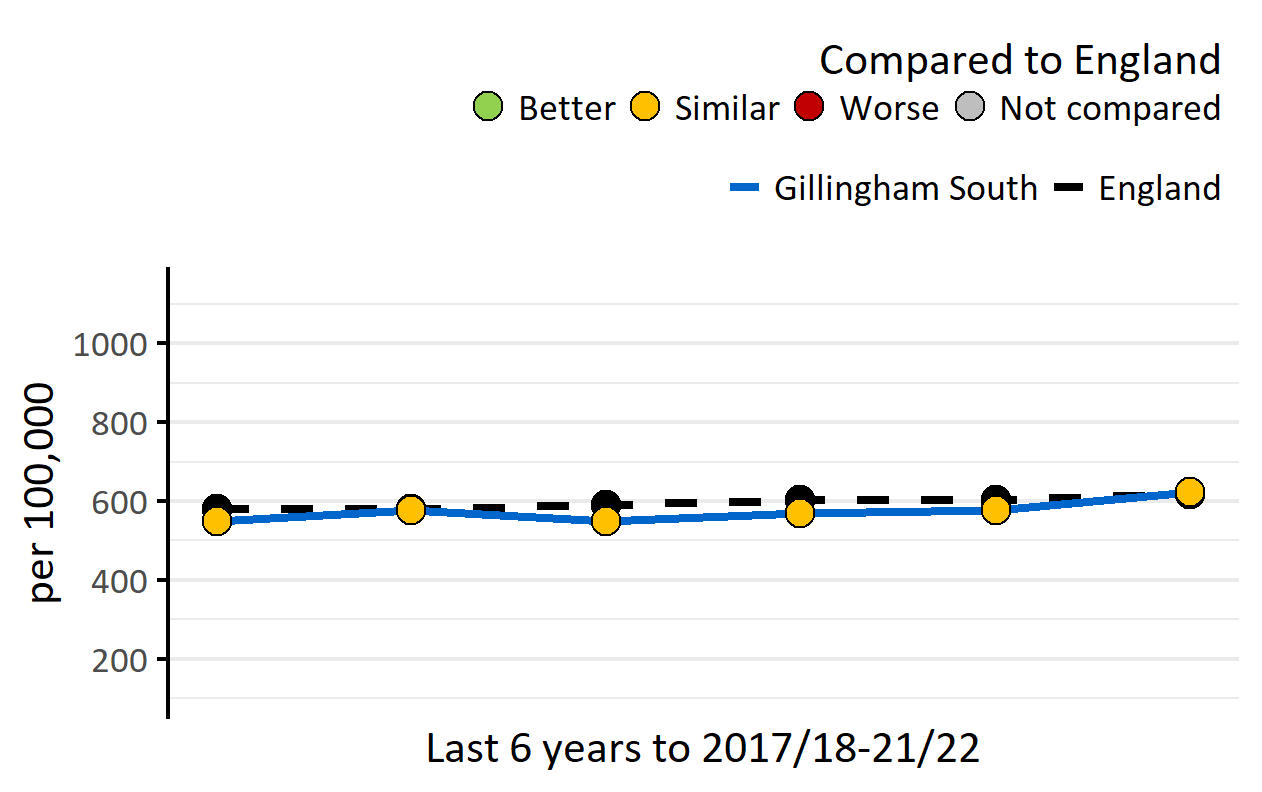 Compared to England
Better Similar Worse Not compared
Gillingham South England
1000
800
600
400
200
per 100,000
Last 6 years to 2017/18-21/22